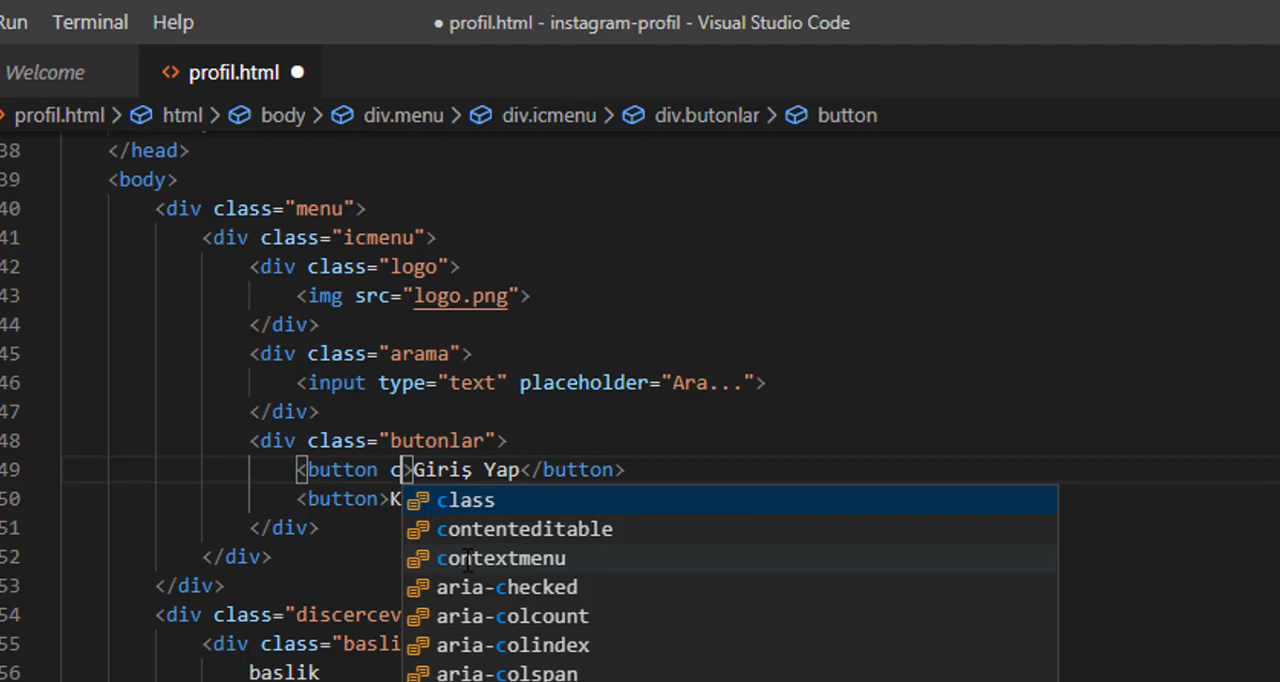 Run Terminal Help ● profil.html - instagram-profil - Visual Studio Code
Welcome <> profil.html ●
profil.html > html > body > div.menu > div.icmenu > div.butonlar > button
38 </head>
39 <body>
40 <div class="menu">
41 <div class="icmenu">
42 <div class="logo">
43 <img src="logo.png">
44 </div>
45 <div class="arama">
46 <input type="text" placeholder="Ara...">
47 </div>
48 <div class="butonlar">
49 <button c>Giriş Yap</button>
50 <button>K
class
51 </div>
contenteditable
52 </div>
contextmenu
53 </div>
aria-checked
54 <div class="discercev
aria-colcount
55 <div class="basli
aria-colindex
56 baslik
aria-colspan